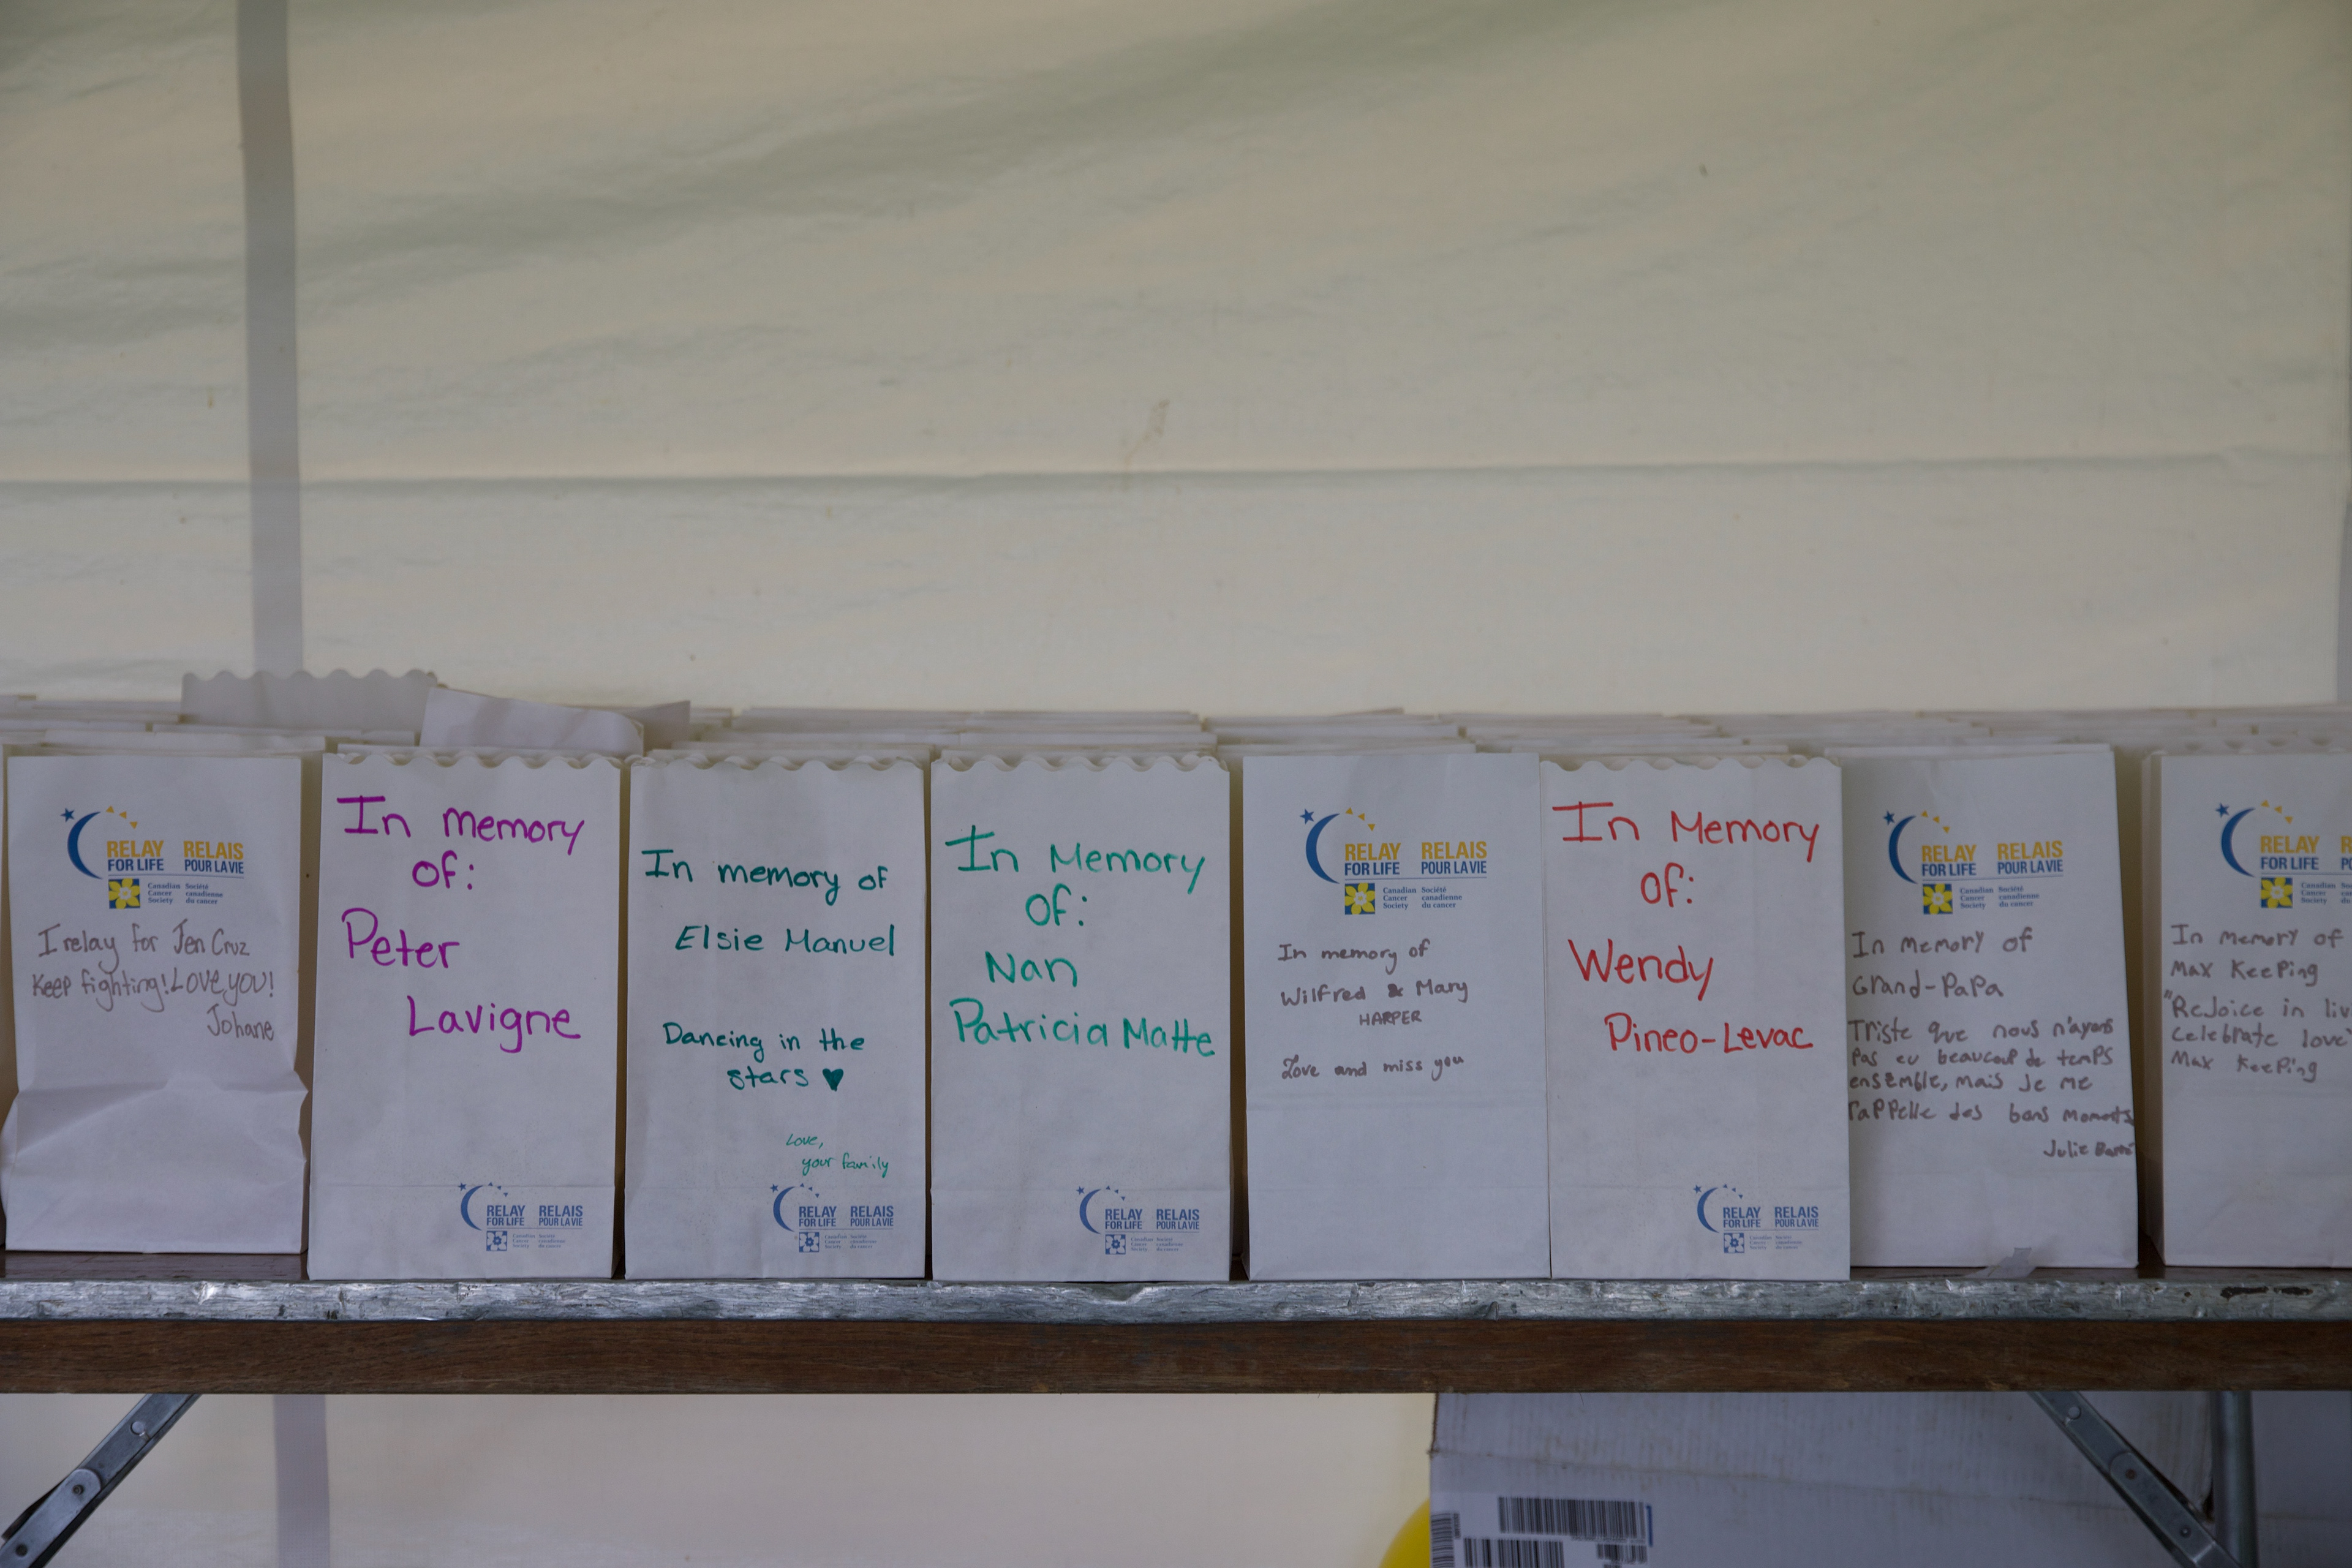 RELAY RELAIS
FOR LIFE POUR LA VIE
Canadian Société
Cancer canadienne
Society du cancer
I relay for Jen Cruz
Keep fighting! Love you!
Johane
In memory
of:
Peter
Lavigne
RELAY RELAIS
FOR LIFE POUR LA VIE
In memory of
Elsie Manuel
Dancing in the
stars ♥
Love,
your family
RELAY RELAIS
FOR LIFE POUR LA VIE
In Memory
Of:
Nan
Patricia Matte
RELAY RELAIS
FOR LIFE POUR LA VIE
RELAY RELAIS
FOR LIFE POUR LA VIE
Canadian Société
Cancer canadienne
Society du cancer
In memory of
Wilfred & Mary
HARPER
Love and miss you
In Memory
Of:
Wendy
Pineo-Levac
RELAY RELAIS
FOR LIFE POUR LA VIE
RELAY RELAIS
FOR LIFE POUR LA VIE
Canadian Société
Cancer canadienne
Society du cancer
In memory of
Grand-PaPa
Triste que nous n'ayons
Pas eu beaucoup de temps
ensemble, mais Je me
rappelle des bons moments
Julie
RELAY
FOR LIFE
Canadian
Cancer
Society
In memory of
Max Keeping
"Rejoice in
Celebrate love
Max Keeping